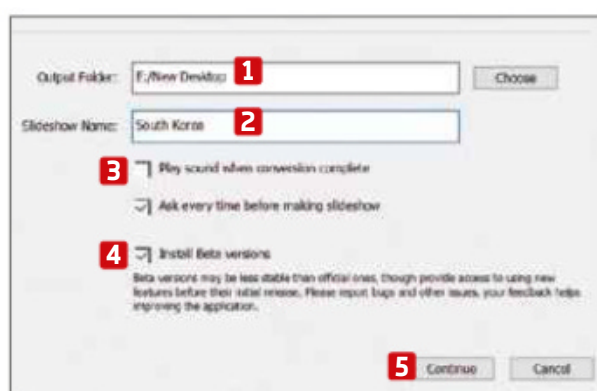 Output Folder: F:/New Desktop 1 Choose
Slideshow Name: South Korea 2
3 Play sound when conversion complete
Ask every time before making slideshow
4 Install Beta versions
Beta versions may be less stable than official ones, though provide access to using new
features before their initial release. Please report bugs and other issues, your feedback helps
improving the application.
5 Continue Cancel